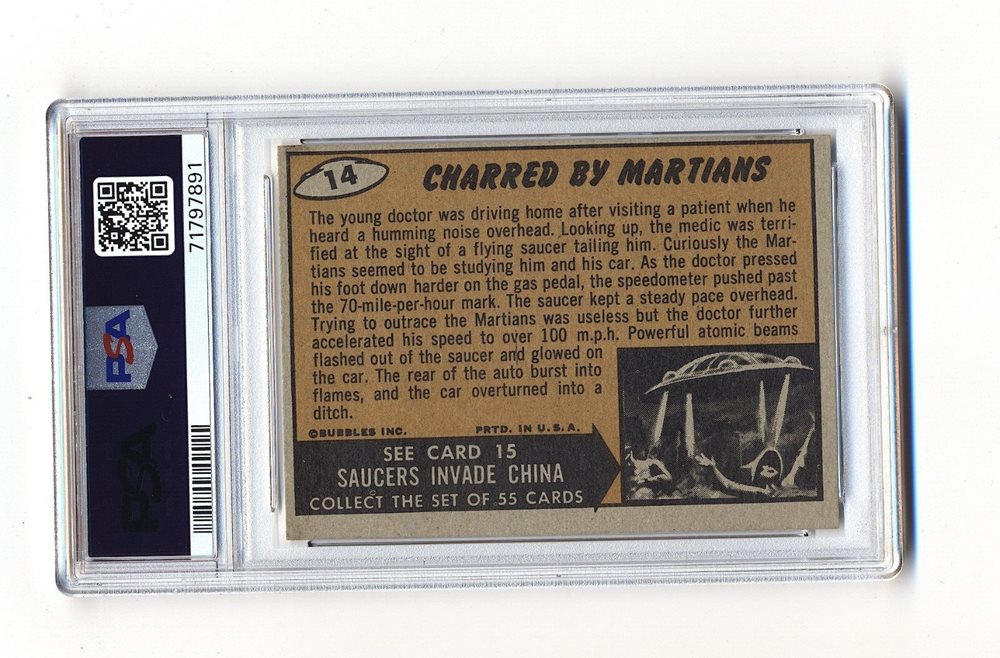 14
CHARRED BY MARTIANS
The young doctor was driving home after visiting a patient when he
heard a humming noise overhead. Looking up, the medic was terri-
fied at the sight of a flying saucer tailing him. Curiously the Mar-
tians seemed to be studying him and his car. As the doctor pressed
his foot down harder on the gas pedal, the speedometer pushed past
the 70-mile-per-hour mark. The saucer kept a steady pace overhead.
Trying to outrace the Martians was useless but the doctor further
accelerated his speed to over 100 m.p.h. Powerful atomic beams
flashed out of the saucer and glowed on
the car. The rear of the auto burst into
flames, and the car overturned into a
ditch.
©BUBBLES INC. PRTD. IN U.S.A.
SEE CARD 15
SAUCERS INVADE CHINA
COLLECT THE SET OF 55 CARDS
71797891
PSA
PSA